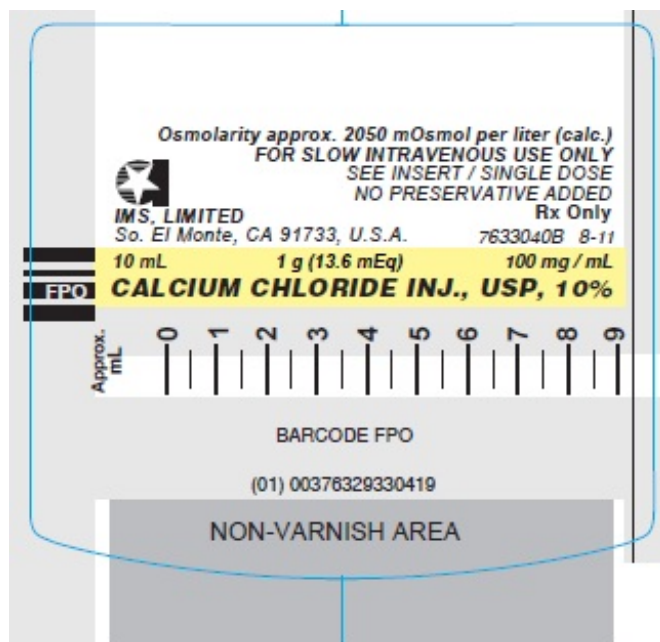 Osmolarity approx. 2050 mOsmol per liter (calc.)
FOR SLOW INTRAVENOUS USE ONLY
SEE INSERT / SINGLE DOSE
NO PRESERVATIVE ADDED
IMS, LIMITED Rx Only
So. El Monte, CA 91733, U.S.A. 7633040B 8-11
10 mL 1 g (13.6 mEq) 100 mg / mL
FPO CALCIUM CHLORIDE INJ., USP, 10%
Approx. mL 0 1 2 3 4 5 6 7 8 9
BARCODE FPO
(01) 00376329330419
NON-VARNISH AREA